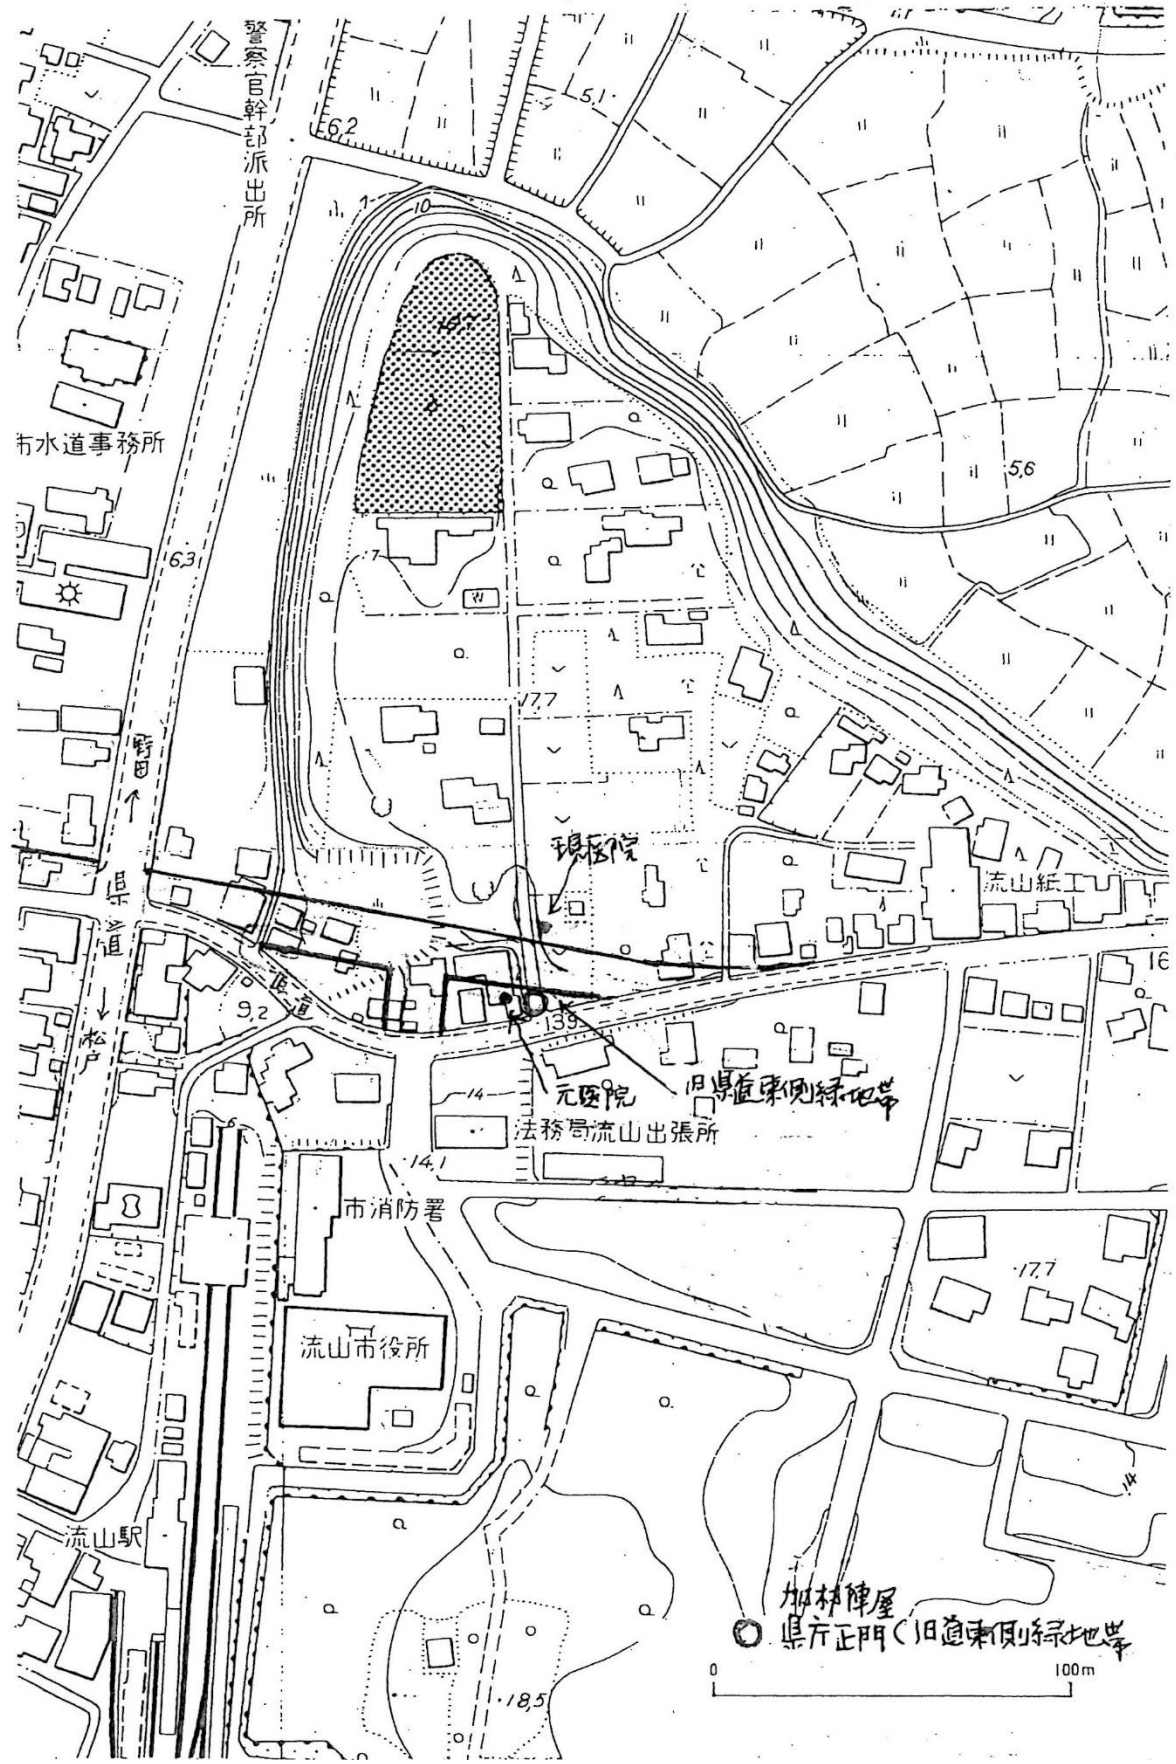 警察官幹部派出所
6.2
5.1
10
市水道事務所
5,6
6.3
7
W
17.7
野田
現医院
県道
流山紙工
県道
9.2
松戸
13.9
16
元医院
旧県道東側緑地帯
14
法務局流山出張所
14.1
市消防署
17.7
流山市役所
14
流山駅
加村陣屋
県庁正門く旧道東側緑地帯
0
100m
18.5